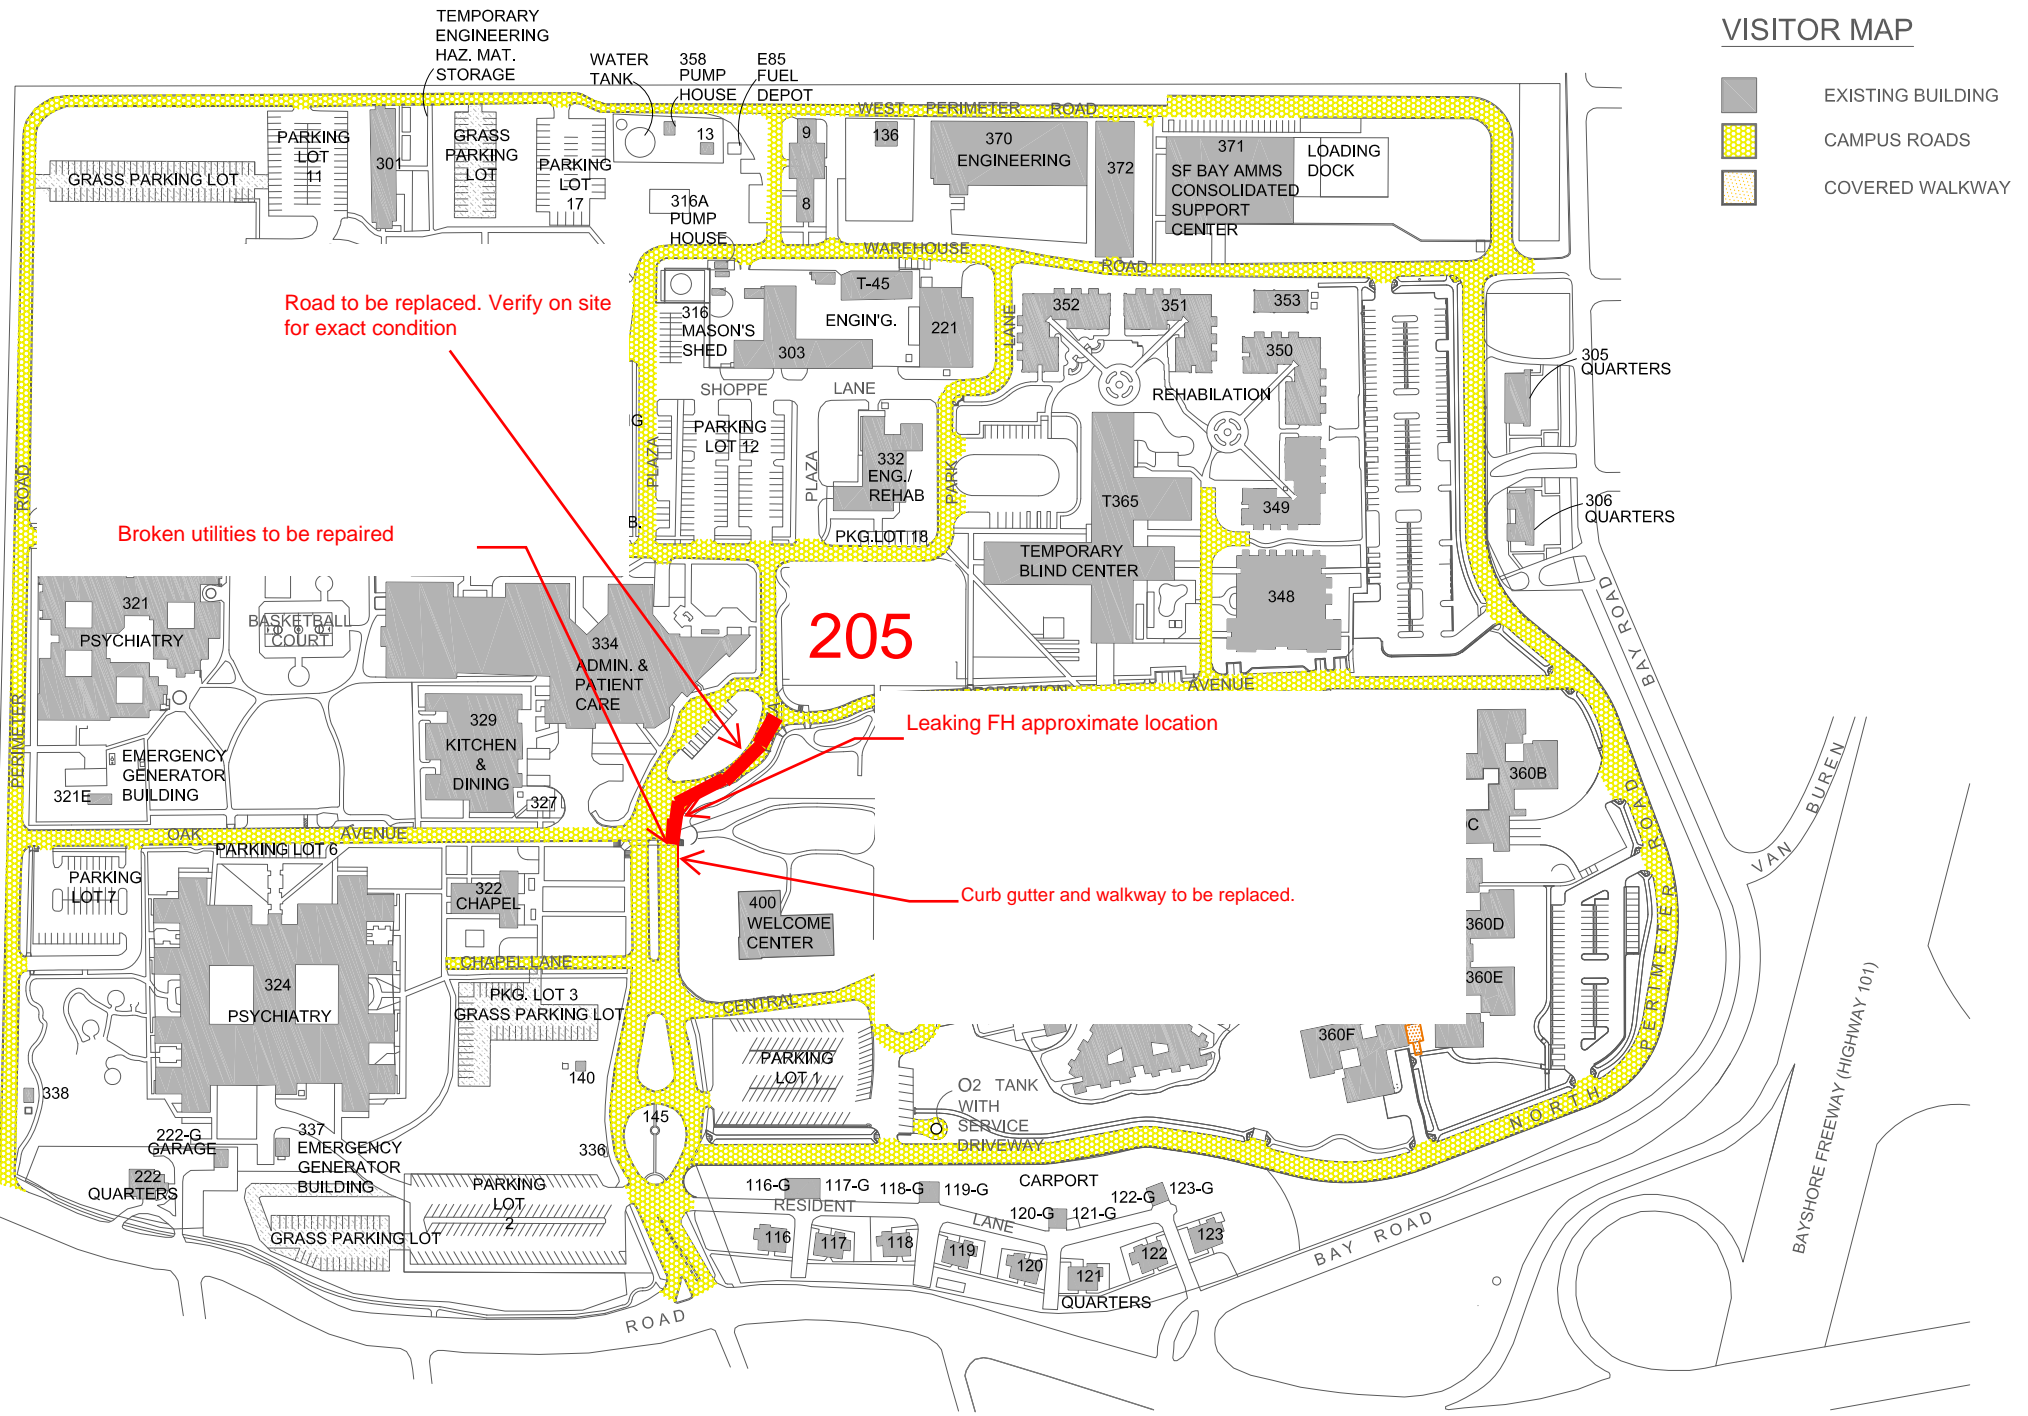 VISITOR MAP
EXISTING BUILDING
CAMPUS ROADS
COVERED WALKWAY
TEMPORARY
ENGINEERING
HAZ. MAT.
STORAGE
WATER
TANK
358
PUMP
HOUSE
E85
FUEL
DEPOT
WEST PERIMETER ROAD
PARKING
LOT
11
301
GRASS
PARKING
LOT
PARKING
LOT
17
GRASS PARKING LOT
13
9
8
136
370
ENGINEERING
372
371
SF BAY AMMS
CONSOLIDATED
SUPPORT
CENTER
LOADING
DOCK
316A
PUMP
HOUSE
WAREHOUSE
ROAD
Road to be replaced. Verify on site
for exact condition
316
MASON'S
SHED
T-45
ENGIN'G.
303
221
LANE
352
351
353
350
305
QUARTERS
REHABILATION
SHOPPE LANE
G
PARKING
LOT 12
PLAZA
PLAZA
332
ENG./
REHAB
PARK
T365
349
306
QUARTERS
ROAD
B.
PKG.LOT 18
Broken utilities to be repaired
TEMPORARY
BLIND CENTER
348
BAY ROAD
321
PSYCHIATRY
BASKETBALL
COURT
334
ADMIN. &
PATIENT
CARE
205
AVENUE
PERIMETER
329
KITCHEN
&
DINING
Leaking FH approximate location
EMERGENCY
GENERATOR
BUILDING
321E
327
360B
C
VAN BUREN
OAK
AVENUE
PARKING LOT 6
PARKING
LOT 7
322
CHAPEL
400
WELCOME
CENTER
Curb gutter and walkway to be replaced.
360D
360E
CHAPEL LANE
324
PSYCHIATRY
PKG. LOT 3
GRASS PARKING LOT
CENTRAL
PARKING
LOT 1
360F
NORTH PERIMETER ROAD
BAYSHORE FREEWAY (HIGHWAY 101)
140
338
O2 TANK
WITH
SERVICE
DRIVEWAY
145
336
222-G
GARAGE
337
EMERGENCY
GENERATOR
BUILDING
222
QUARTERS
PARKING
LOT
2
GRASS PARKING LOT
116-G
117-G
118-G
119-G
CARPORT
120-G
121-G
122-G
123-G
RESIDENT
LANE
116
117
118
119
120
121
122
123
QUARTERS
BAY ROAD
ROAD